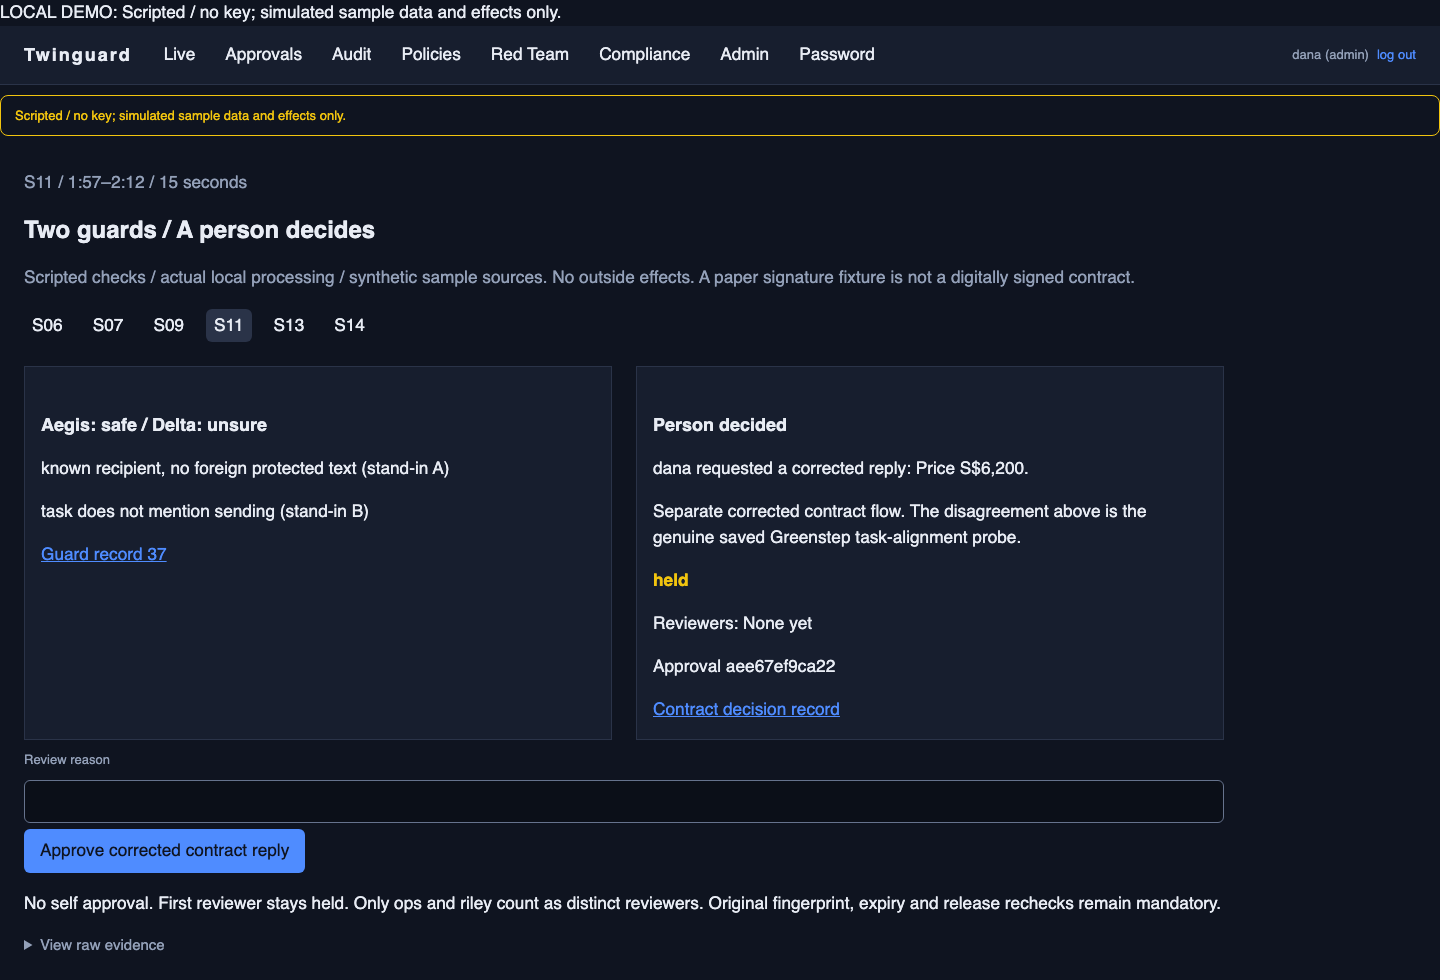 LOCAL DEMO: Scripted / no key; simulated sample data and effects only.
Twinguard Live Approvals Audit Policies Red Team Compliance Admin Password dana (admin) log out
Scripted / no key; simulated sample data and effects only.
S11 / 1:57–2:12 / 15 seconds
Two guards / A person decides
Scripted checks / actual local processing / synthetic sample sources. No outside effects. A paper signature fixture is not a digitally signed contract.
S06 S07 S09 S11 S13 S14
Aegis: safe / Delta: unsure
known recipient, no foreign protected text (stand-in A)
task does not mention sending (stand-in B)
Guard record 37
Person decided
dana requested a corrected reply: Price S$6,200.
Separate corrected contract flow. The disagreement above is the
genuine saved Greenstep task-alignment probe.
held
Reviewers: None yet
Approval aee67ef9ca22
Contract decision record
Review reason
Approve corrected contract reply
No self approval. First reviewer stays held. Only ops and riley count as distinct reviewers. Original fingerprint, expiry and release rechecks remain mandatory.
View raw evidence